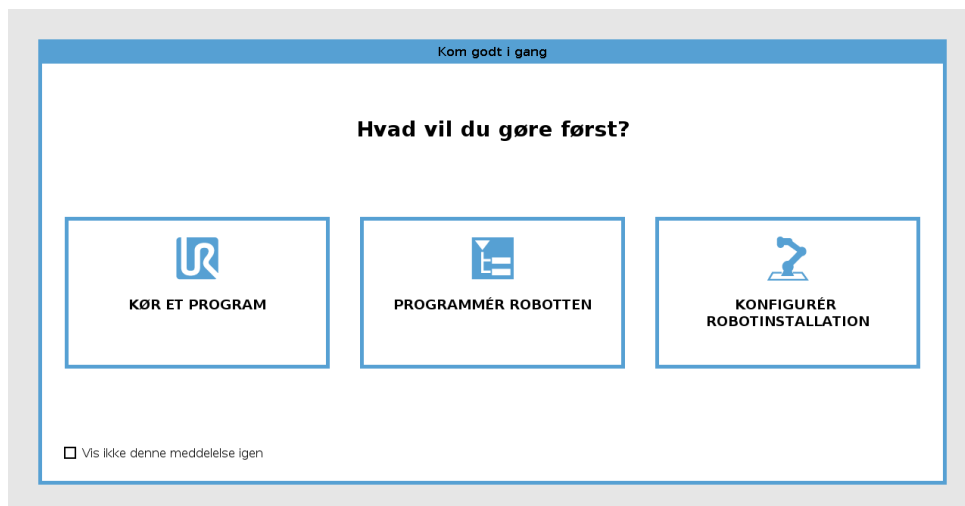 Kom godt i gang
Hvad vil du gøre først?
KØR ET PROGRAM
PROGRAMMÉR ROBOTTEN
KONFIGURÉR
ROBOTINSTALLATION
Vis ikke denne meddelelse igen